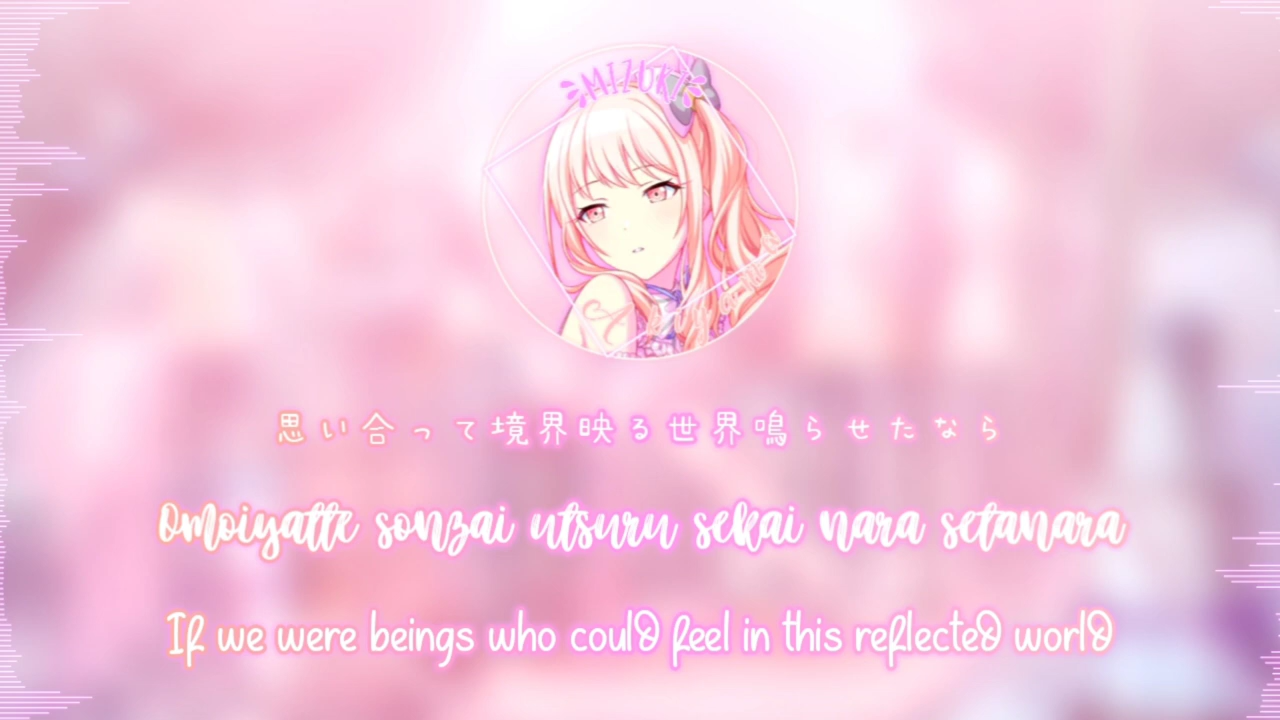 MIZUKI
思い合って境界映る世界鳴らせたなら
Omoiyatte sonzai utsuru sekai nara setanara
If we were beings who could feel in this reflected world